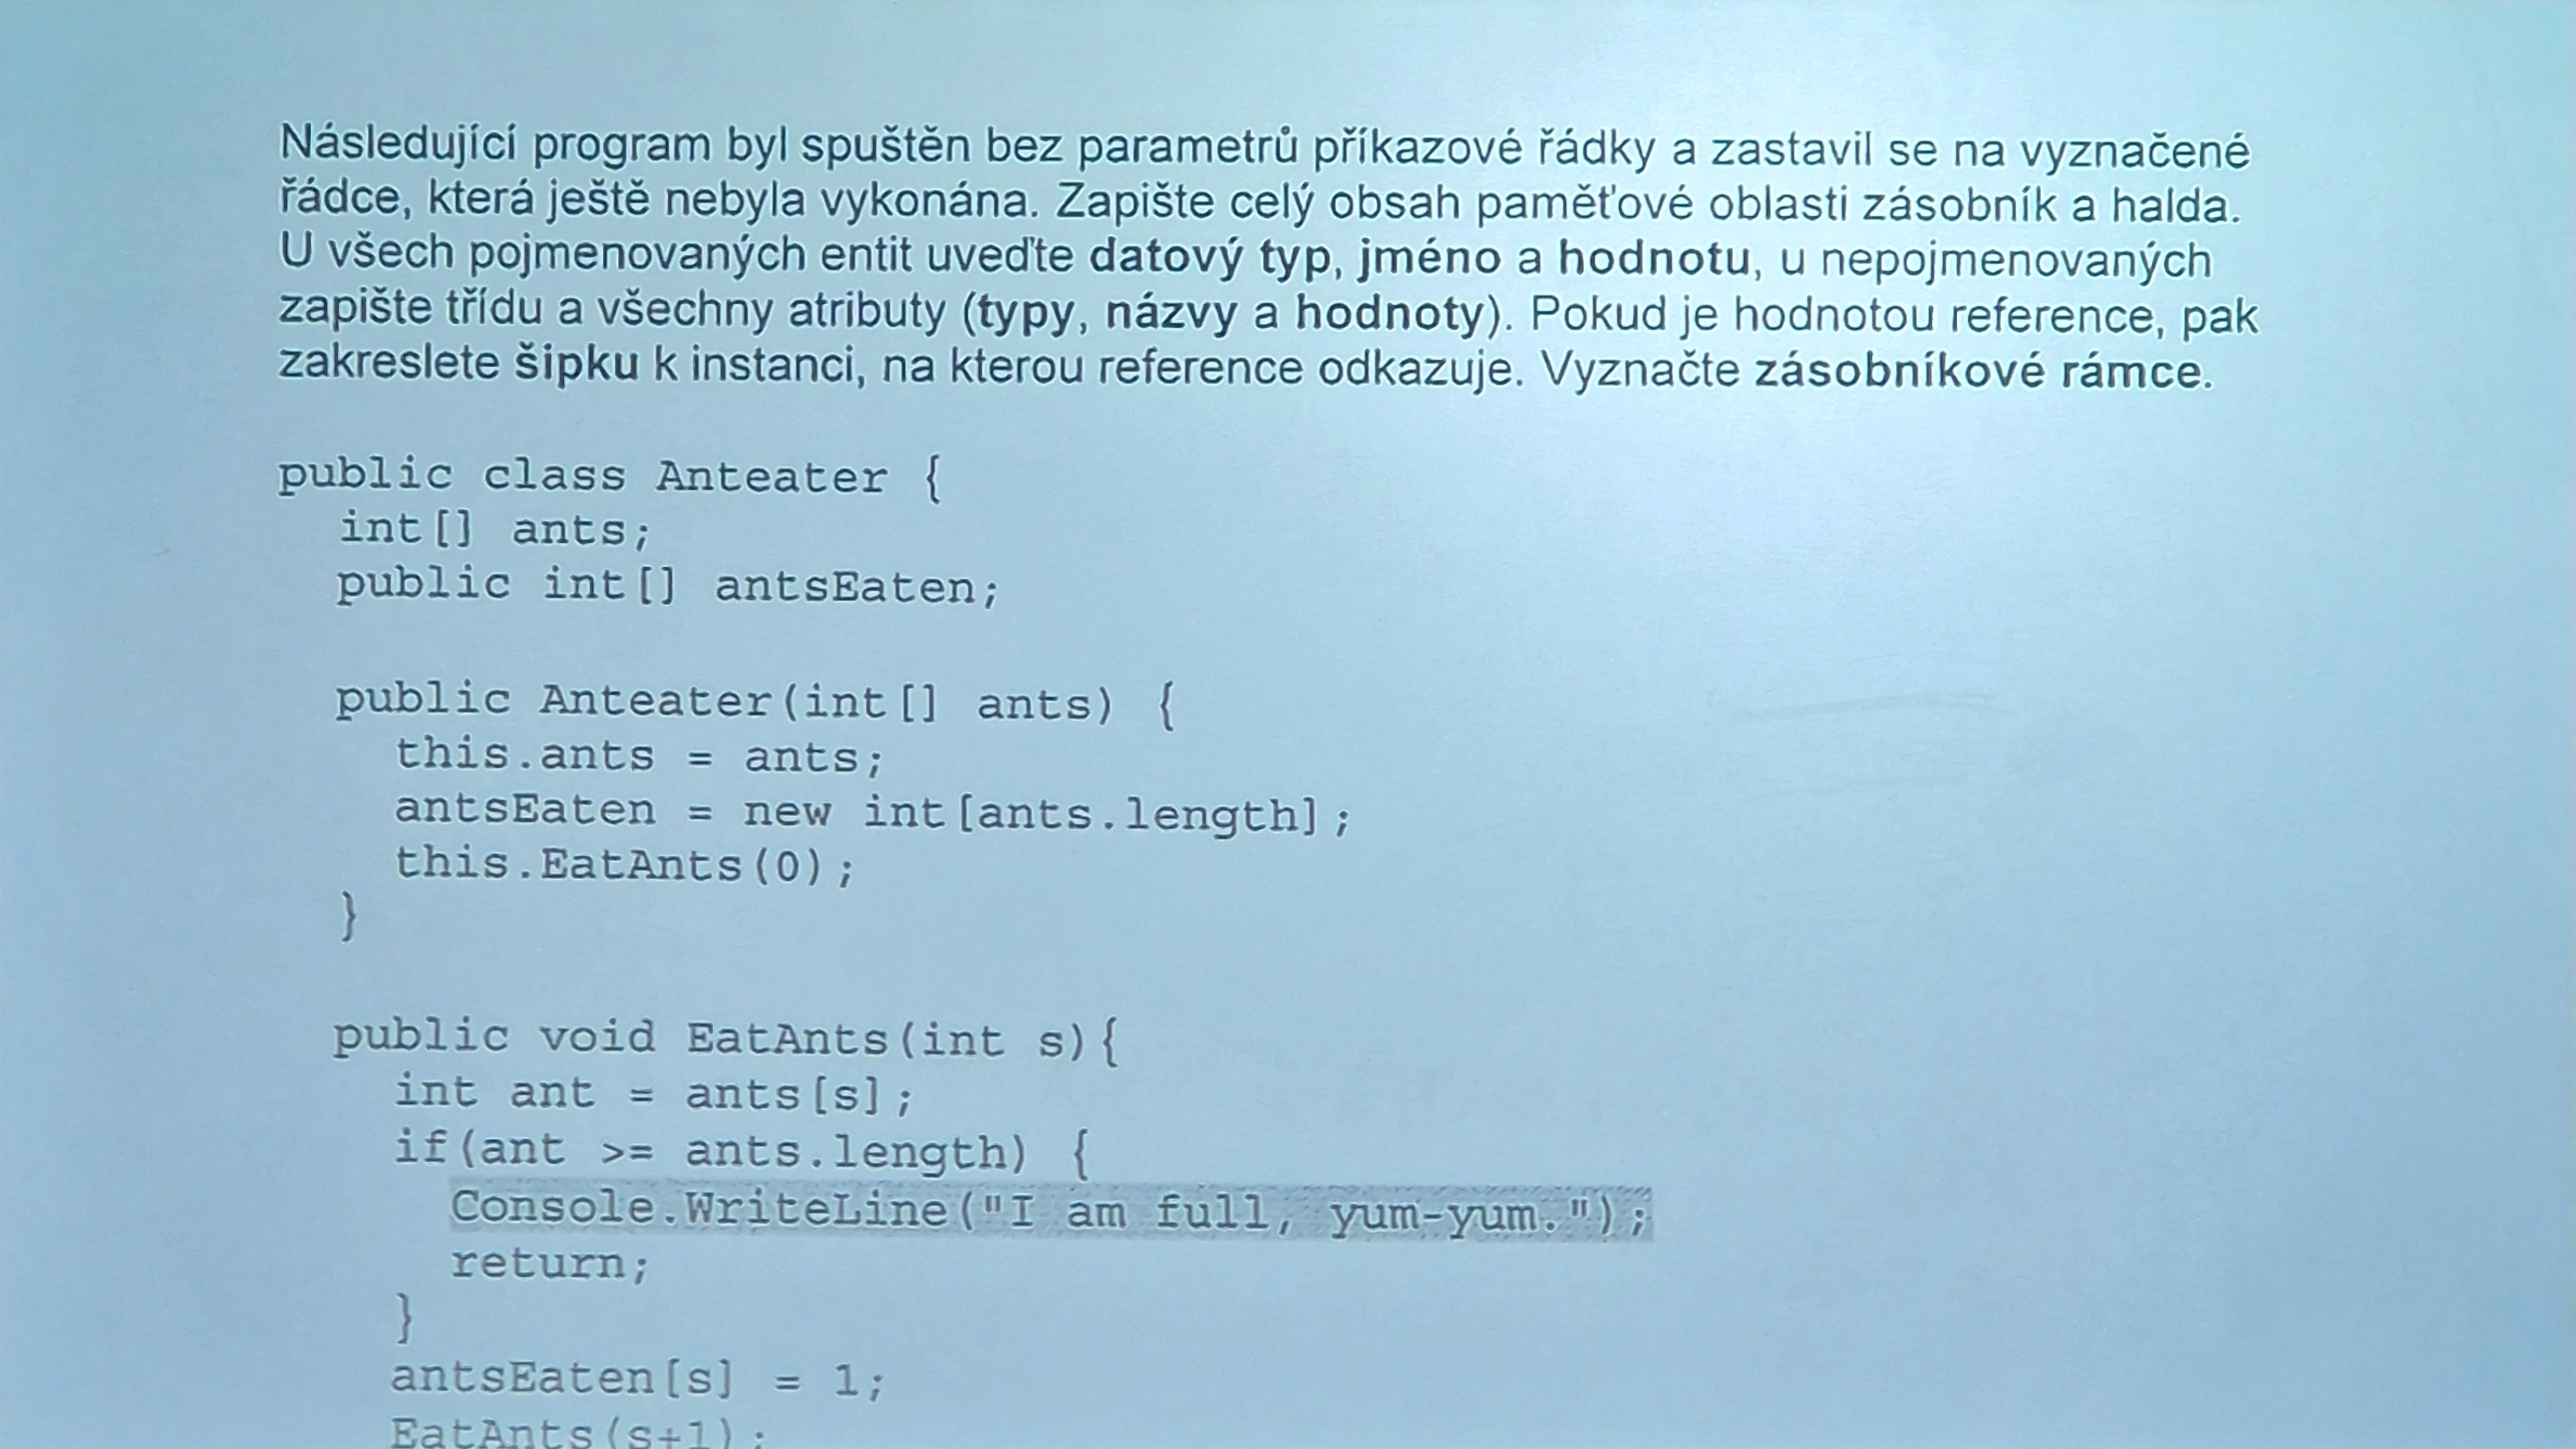 Následující program byl spuštěn bez parametrů příkazové řádky a zastavil se na vyznačené
řádce, která ještě nebyla vykonána. Zapište celý obsah paměťové oblasti zásobník a halda.
U všech pojmenovaných entit uveďte datový typ, jméno a hodnotu, u nepojmenovaných
zapište třídu a všechny atributy (typy, názvy a hodnoty). Pokud je hodnotou reference, pak
zakreslete šipku k instanci, na kterou reference odkazuje. Vyznačte zásobníkové rámce.
public class Anteater {
int[] ants;
public int[] antsEaten;
public Anteater(int[] ants) {
this.ants = ants;
antsEaten = new int[ants.length];
this.EatAnts(0);
}
public void EatAnts(int s){
int ant = ants[s];
if(ant >= ants.length) {
Console.WriteLine("I am full, yum-yum.");
return;
}
antsEaten[s] = 1;
EatAnts(s+1);